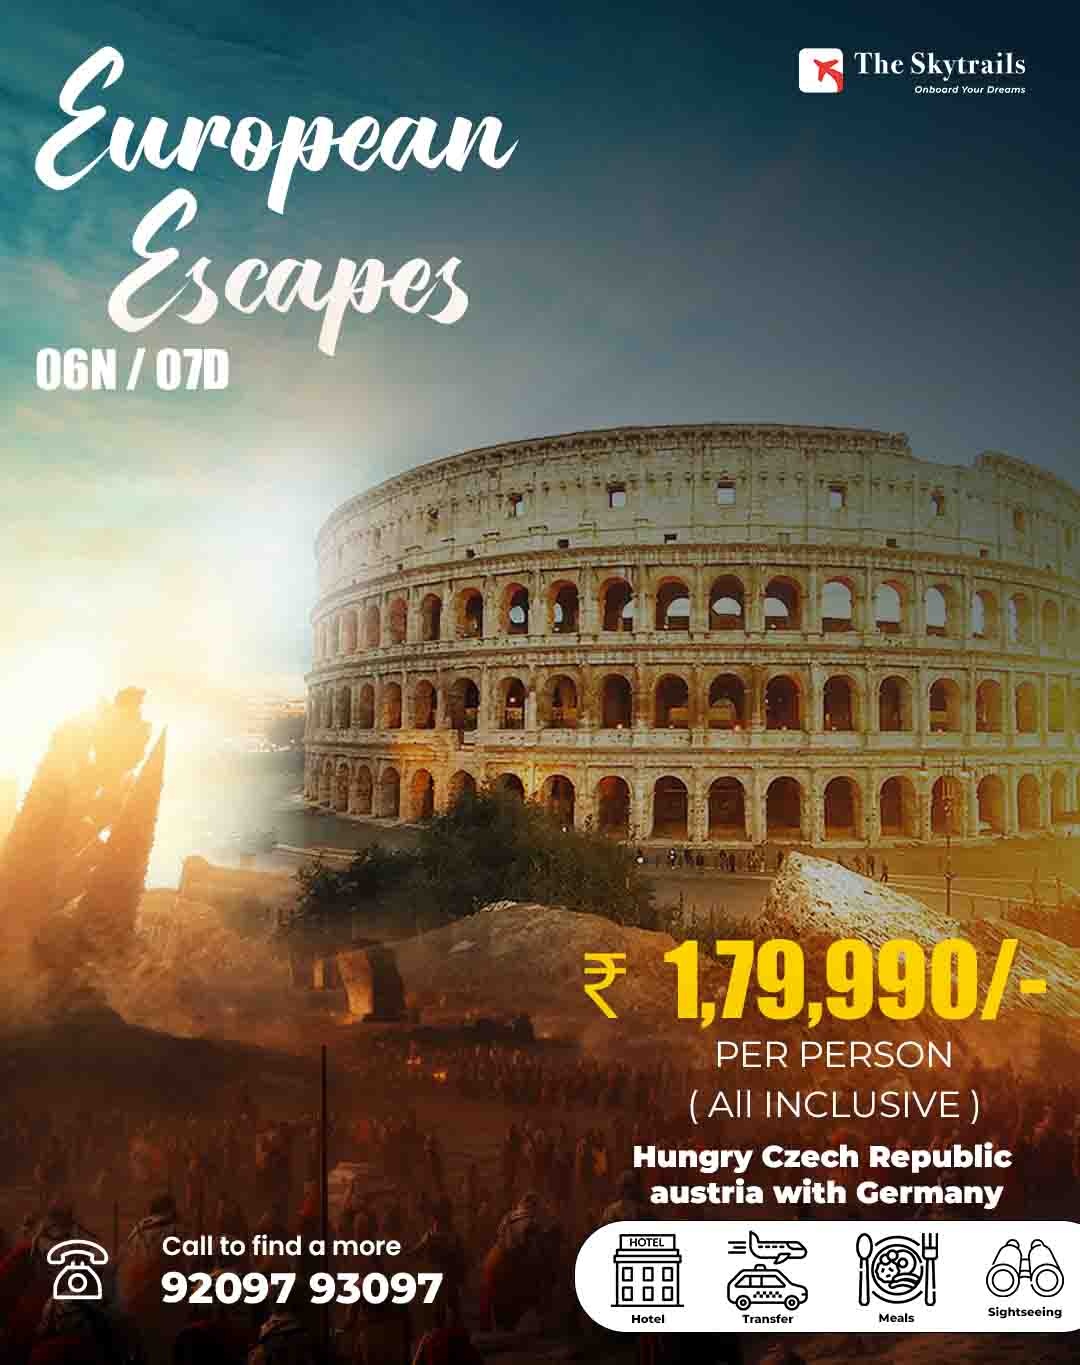 The Skytrails
Onboard Your Dreams
European
Escapes
06N / 07D
₹ 1,79,990/-
PER PERSON
( All INCLUSIVE )
Hungry Czech Republic
austria with Germany
Call to find a more
92097 93097
HOTEL
Hotel
Transfer
Meals
Sightseeing